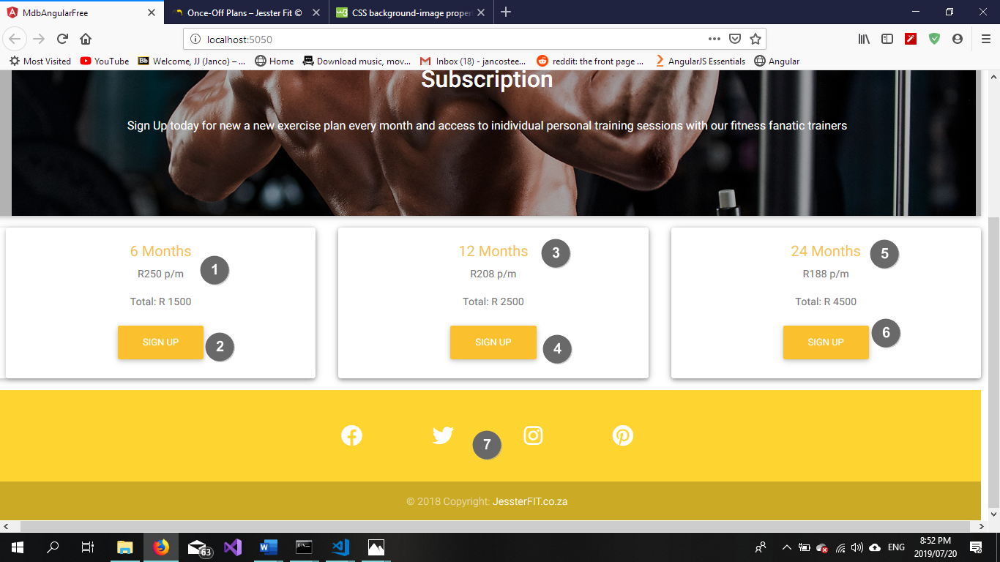 MdbAngularFree
Once-Off Plans – Jesster Fit ©
CSS background-image proper
localhost:5050
Most Visited
YouTube
Bb
Welcome, JJ (Janco) – ...
Home
Download music, mov...
Inbox (18) - jancostee...
reddit: the front page ...
AngularJS Essentials
Angular
Subscription
Sign Up today for new a new exercise plan every month and access to inidividual personal training sessions with our fitness fanatic trainers
6 Months
1
R250 p/m
Total: R 1500
SIGN UP
2
12 Months
3
R208 p/m
Total: R 2500
SIGN UP
4
24 Months
5
R188 p/m
Total: R 4500
SIGN UP
6
7
© 2018 Copyright: JessterFIT.co.za
63
ENG
8:52 PM
2019/07/20